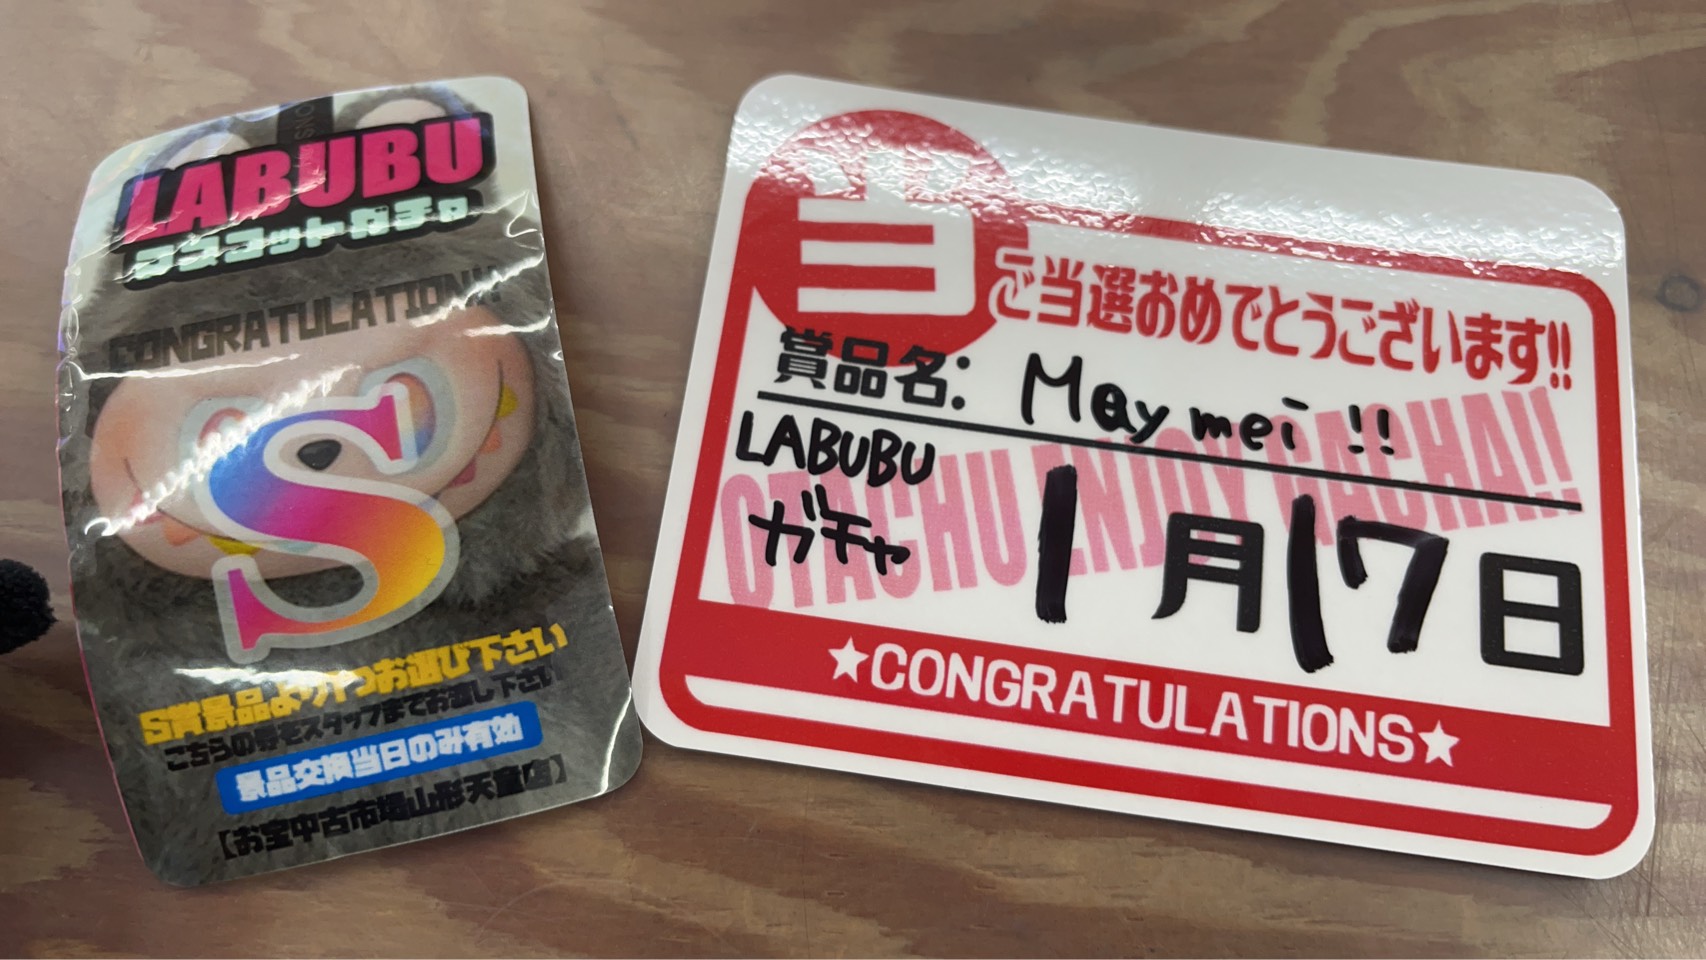 LABUBU
マスコットガチャ
CONGRATULATION!!
S
S賞景品より1つお選び下さい
こちらの券をスタッフまでお渡し下さい
景品交換当日のみ有効
【お宝中古市場山形天童店】
当
ご当選おめでとうございます!!
賞品名: May mei !!
LABUBU
ガチャ
OTACHU ENJOY GACHA!!
1月17日
★CONGRATULATIONS★